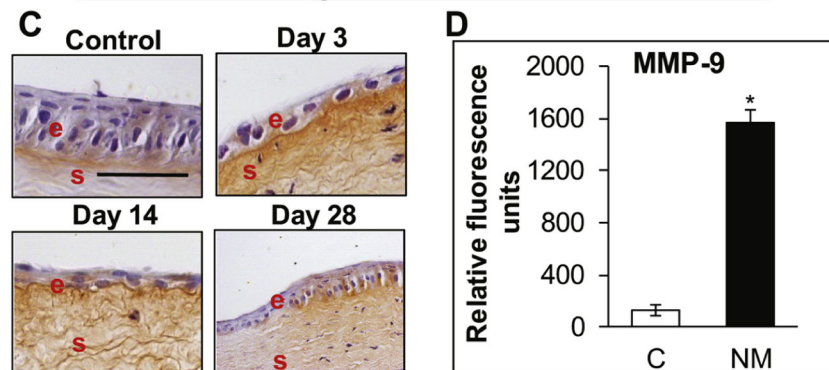 C
Control
Day 3
e
s
e
s
Day 14
Day 28
e
s
e
s
D
MMP-9
Relative fluorescence
units
2000
1600
1200
800
400
0
*
C
NM